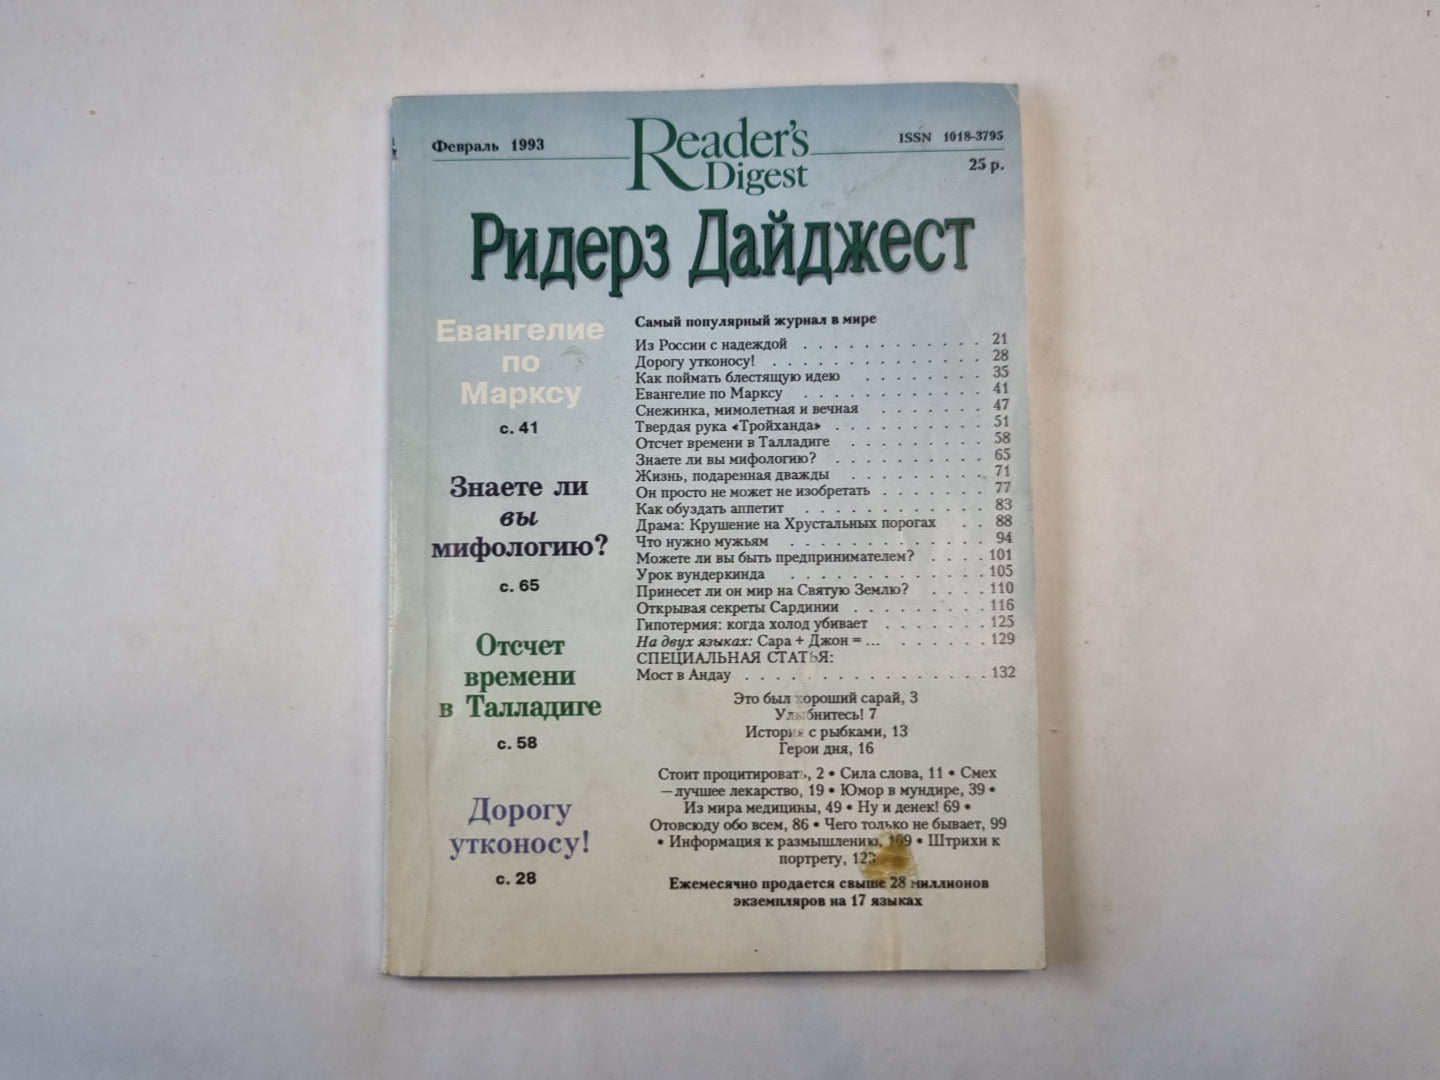 Февраль 1993
Reader's
Digest
ISSN 1018-3795
25 р.
Ридерз Дайджест
Евангелие
по
Марксу
с. 41
Знаете ли
вы
мифологию?
с. 65
Отсчет
времени
в Талладиге
с. 58
Дорогу
утконосу!
с. 28
Самый популярный журнал в мире
Из России с надеждой . . . . . . . . . . . 21
Дорогу утконосу! . . . . . . . . . . . . . 28
Как поймать блестящую идею . . . . . . . . 35
Евангелие по Марксу . . . . . . . . . . . 41
Снежинка, мимолетная и вечная . . . . . . . 47
Твердая рука «Тройханда» . . . . . . . . . . 51
Отсчет времени в Талладиге . . . . . . . . . 58
Знаете ли вы мифологию? . . . . . . . . . . 65
Жизнь, подаренная дважды . . . . . . . . . 71
Он просто не может не изобретать . . . . . . . 77
Как обуздать аппетит . . . . . . . . . . . 83
Драма: Крушение на Хрустальных порогах . . 88
Что нужно мужьям . . . . . . . . . . . . 94
Можете ли вы быть предпринимателем? . . . . 101
Урок вундеркинда . . . . . . . . . . . . 105
Принесет ли он мир на Святую Землю? . . . . 110
Открывая секреты Сардинии . . . . . . . . . 116
Гипотермия: когда холод убивает . . . . . . . 125
На двух языках: Сара + Джон = ... . . . . . . 129
СПЕЦИАЛЬНАЯ СТАТЬЯ:
Мост в Андау . . . . . . . . . . . . . . . 132
Это был хороший сарай, 3
Улыбнитесь! 7
История с рыбками, 13
Герои дня, 16
Стоит процитировать, 2 • Сила слова, 11 • Смех
—лучшее лекарство, 19 • Юмор в мундире, 39 •
Из мира медицины, 49 • Ну и денек! 69 •
Отовсюду обо всем, 86 • Чего только не бывает, 99
• Информация к размышлению, 109 • Штрихи к
портрету, 123
Ежемесячно продается свыше 28 миллионов
экземпляров на 17 языках